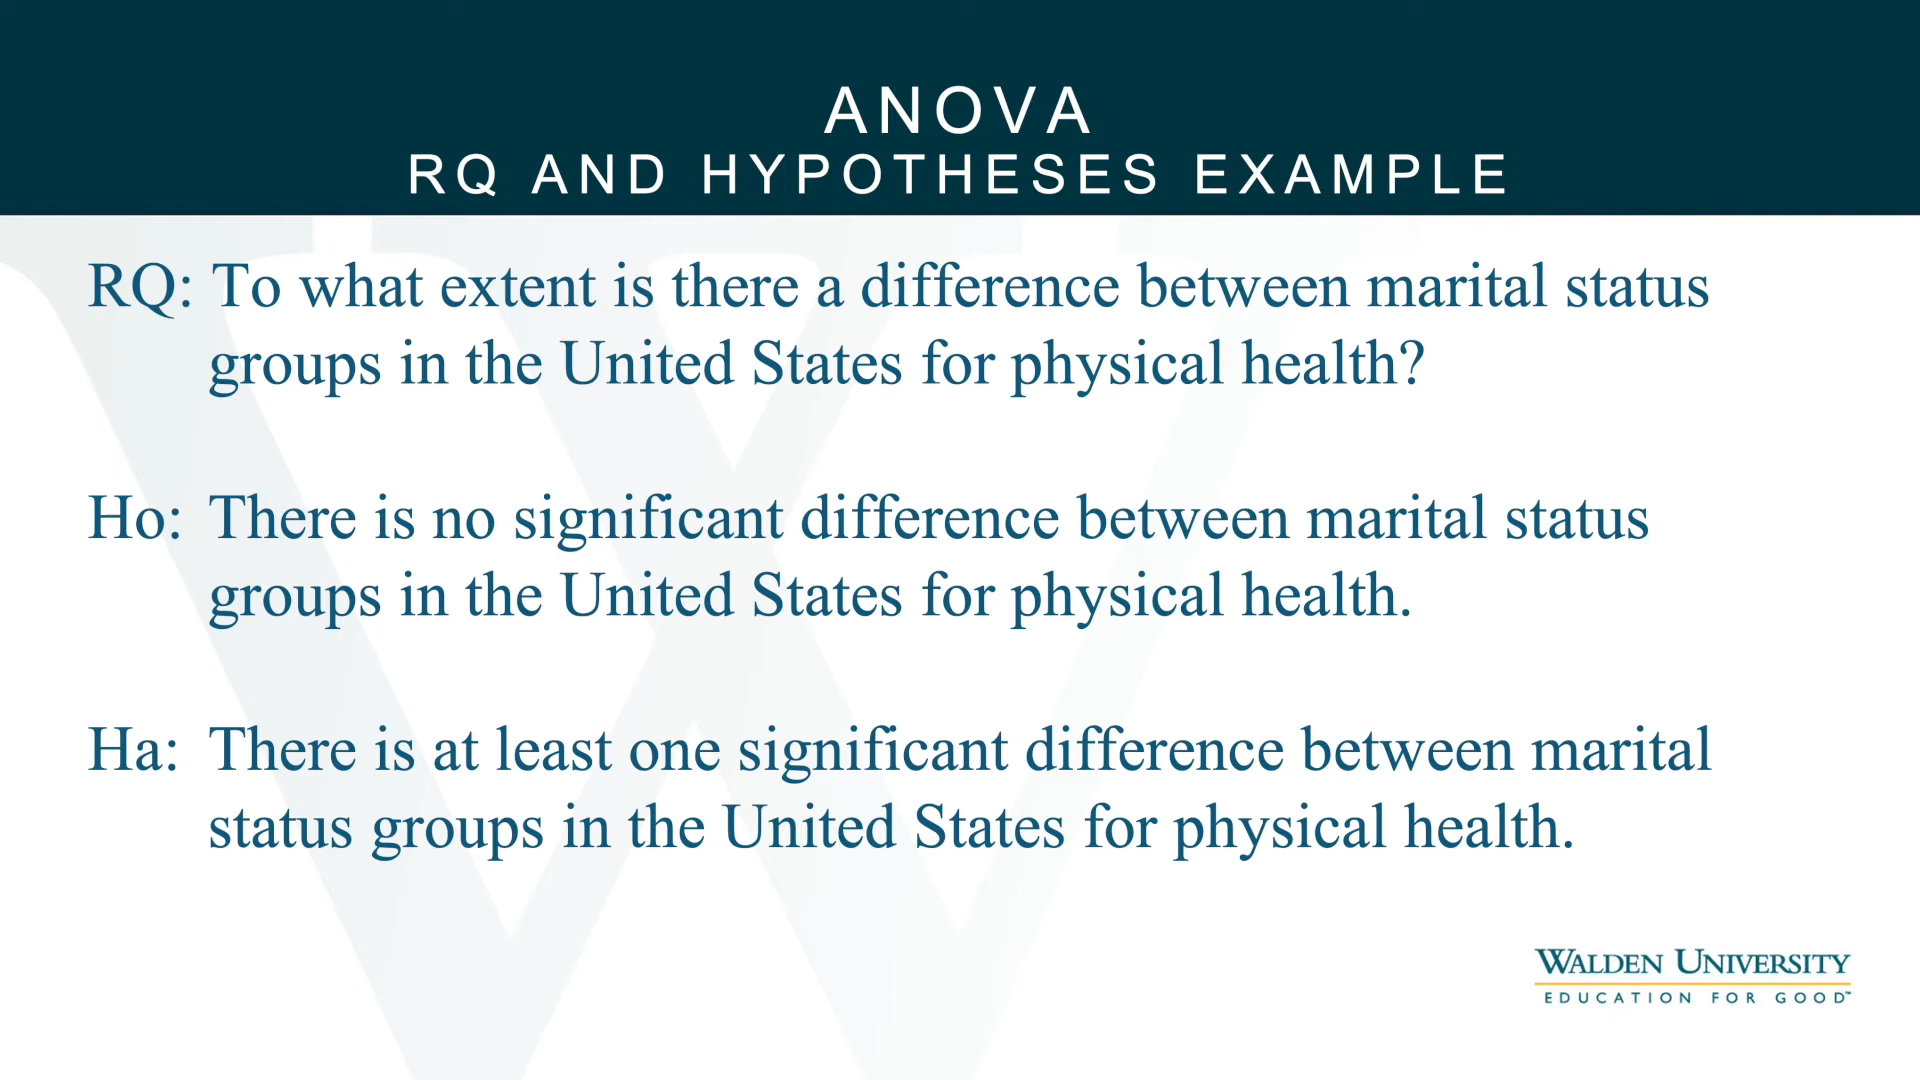 ANOVA
RQ AND HYPOTHESES EXAMPLE
RQ: To what extent is there a difference between marital status
groups in the United States for physical health?
Ho: There is no significant difference between marital status
groups in the United States for physical health.
Ha: There is at least one significant difference between marital
status groups in the United States for physical health.
WALDEN UNIVERSITY
EDUCATION FOR GOOD™